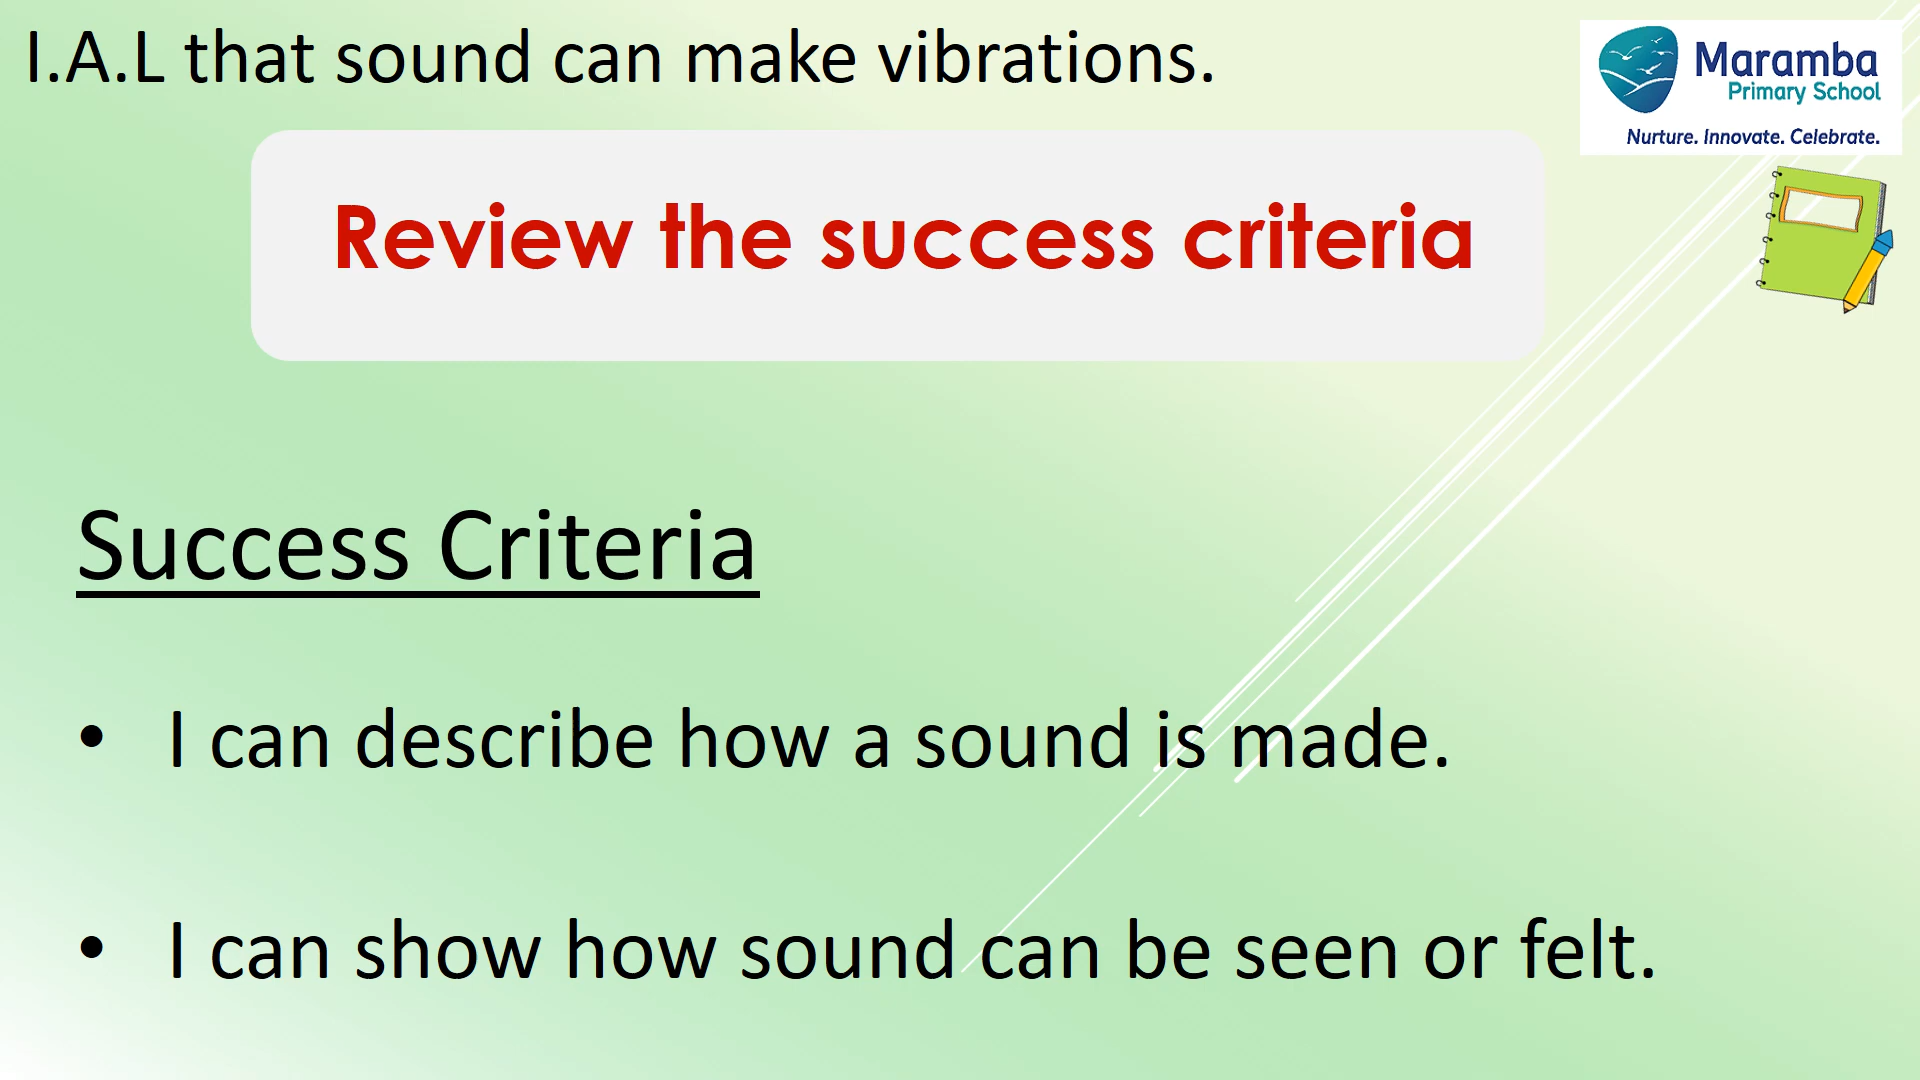 I.A.L that sound can make vibrations.
Maramba
Primary School
Nurture. Innovate. Celebrate.
Review the success criteria
Success Criteria
• I can describe how a sound is made.
• I can show how sound can be seen or felt.